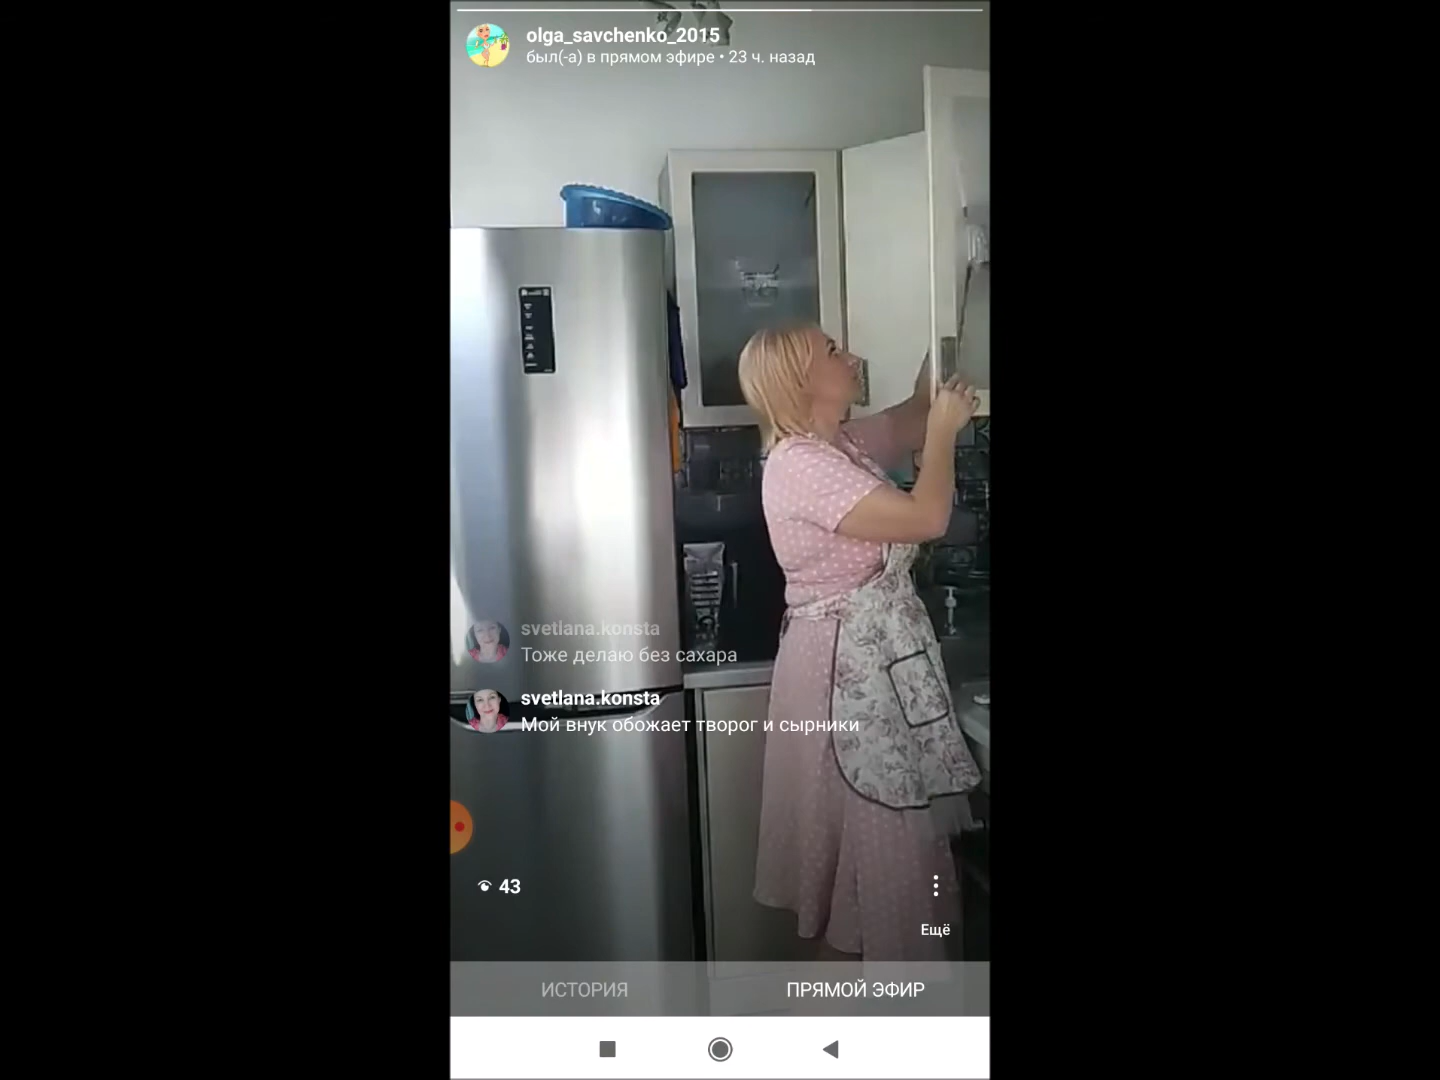 olga_savchenko_2015
был(-а) в прямом эфире • 23 ч. назад
svetlana.konsta
Тоже делаю без сахара
svetlana.konsta
Мой внук обожает творог и сырники
43
Ещё
ИСТОРИЯ
ПРЯМОЙ ЭФИР